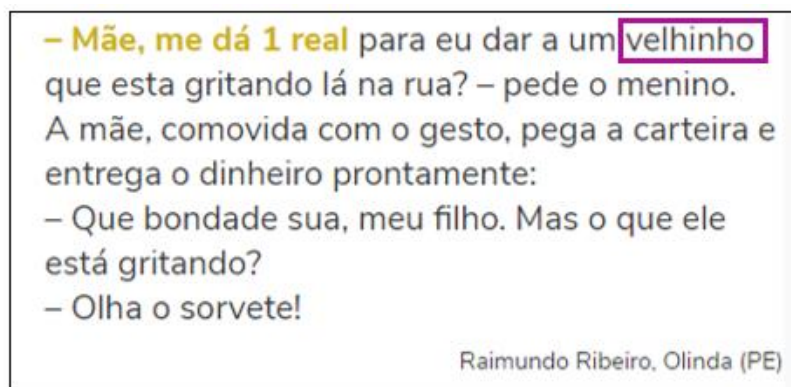 – Mãe, me dá 1 real para eu dar a um velhinho
que esta gritando lá na rua? – pede o menino.
A mãe, comovida com o gesto, pega a carteira e
entrega o dinheiro prontamente:
– Que bondade sua, meu filho. Mas o que ele
está gritando?
– Olha o sorvete!
Raimundo Ribeiro, Olinda (PE)